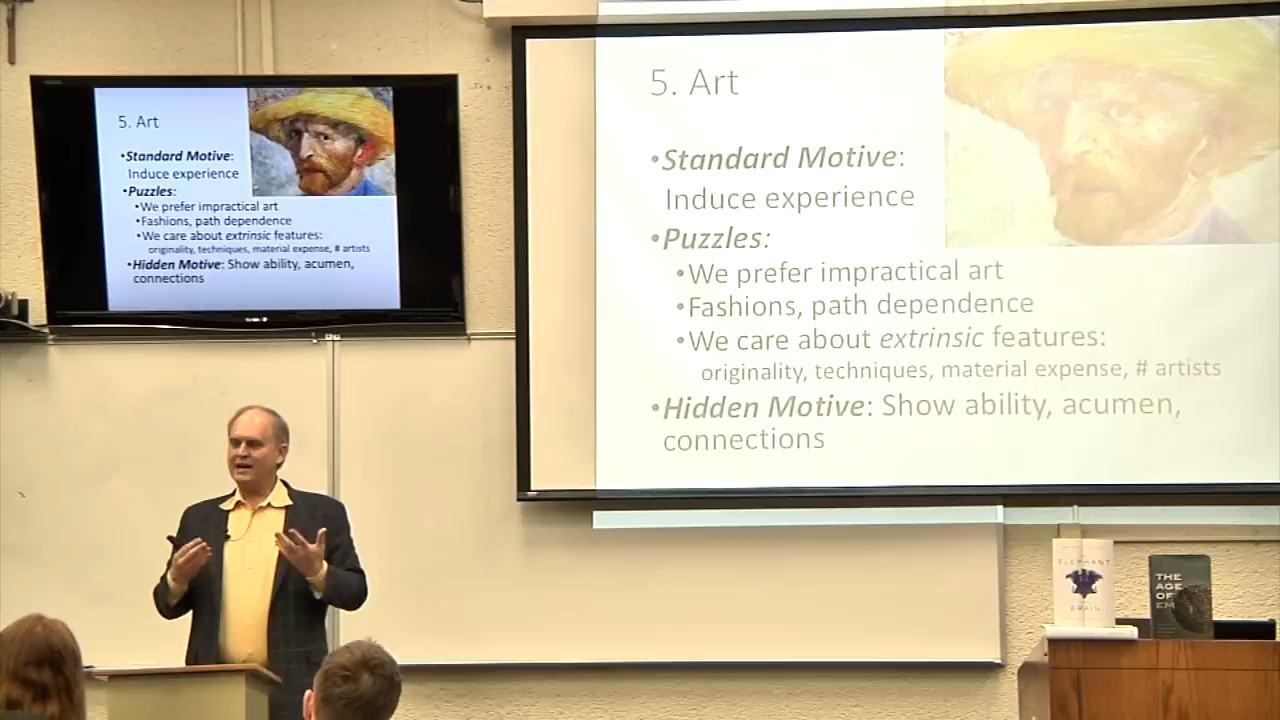 5. Art
•Standard Motive:
Induce experience
•Puzzles:
•We prefer impractical art
•Fashions, path dependence
•We care about extrinsic features:
originality, techniques, material expense, # artists
•Hidden Motive: Show ability, acumen,
connections
5. Art
•Standard Motive:
Induce experience
•Puzzles:
•We prefer impractical art
•Fashions, path dependence
•We care about extrinsic features:
originality, techniques, material expense, # artists
•Hidden Motive: Show ability, acumen,
connections
ELEPHANT
BRAIN
THE
AGE
OF
EM